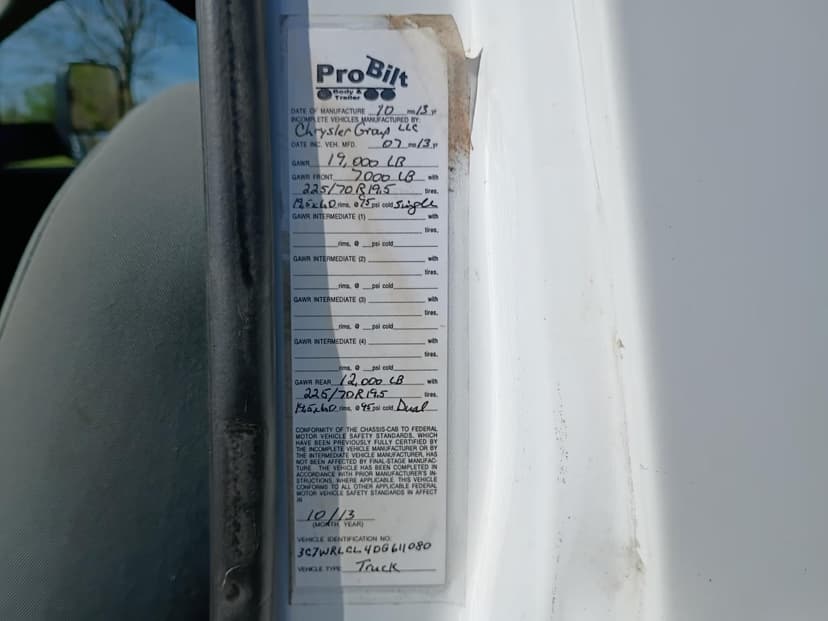 ProBilt
Body &
Trailer
DATE OF MANUFACTURE 10 mo. 13 yr
INCOMPLETE VEHICLES MANUFACTURED BY:
Chrysler Group LLC
DATE INC. VEH. MFD. 07 mo. 13 yr
GAWR 19,000 LB
GAWR FRONT 7000 LB with
225/70R19.5 tires,
19.5x6.0 rims, @ 95 psi cold Single
GAWR INTERMEDIATE (1) with
tires,
rims, @ psi cold
GAWR INTERMEDIATE (2) with
tires,
rims, @ psi cold
GAWR INTERMEDIATE (3) with
tires,
rims, @ psi cold
GAWR INTERMEDIATE (4) with
tires,
rims, @ psi cold
GAWR REAR 12,000 LB with
225/70R19.5 tires,
19.5x6.0 rims, @ 95 psi cold Dual
CONFORMITY OF THE CHASSIS-CAB TO FEDERAL
MOTOR VEHICLE SAFETY STANDARDS, WHICH
HAVE BEEN PREVIOUSLY FULLY CERTIFIED BY
THE INCOMPLETE VEHICLE MANUFACTURER OR BY
THE INTERMEDIATE VEHICLE MANUFACTURER, HAS
NOT BEEN AFFECTED BY FINAL-STAGE MANUFAC-
TURE. THE VEHICLE HAS BEEN COMPLETED IN
ACCORDANCE WITH PRIOR MANUFACTURER'S IN-
STRUCTIONS, WHERE APPLICABLE. THIS VEHICLE
CONFORMS TO ALL OTHER APPLICABLE FEDERAL
MOTOR VEHICLE SAFETY STANDARDS IN AFFECT
IN
10/13
(MONTH, YEAR)
VEHICLE IDENTIFICATION NO:
3C7WRLCL4DG611080
VEHICLE TYPE Truck